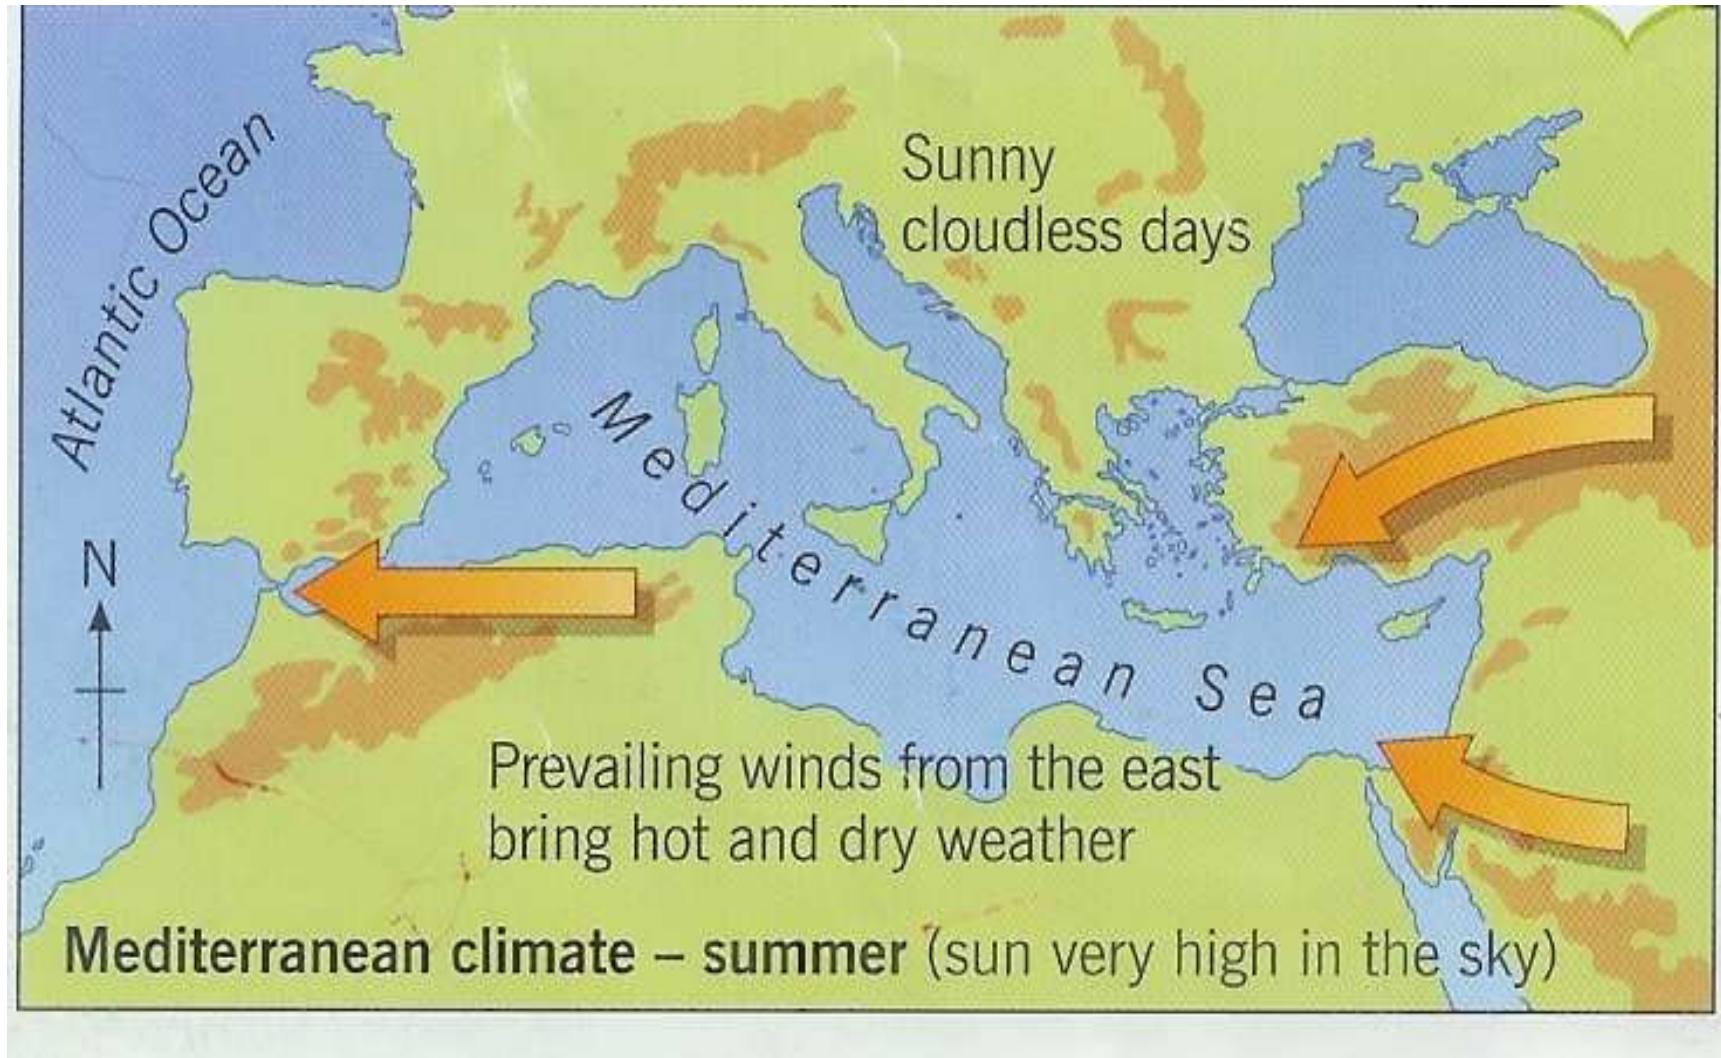 Sunny
cloudless days
Atlantic Ocean
Mediterranean Sea
N
Prevailing winds from the east
bring hot and dry weather
Mediterranean climate – summer (sun very high in the sky)